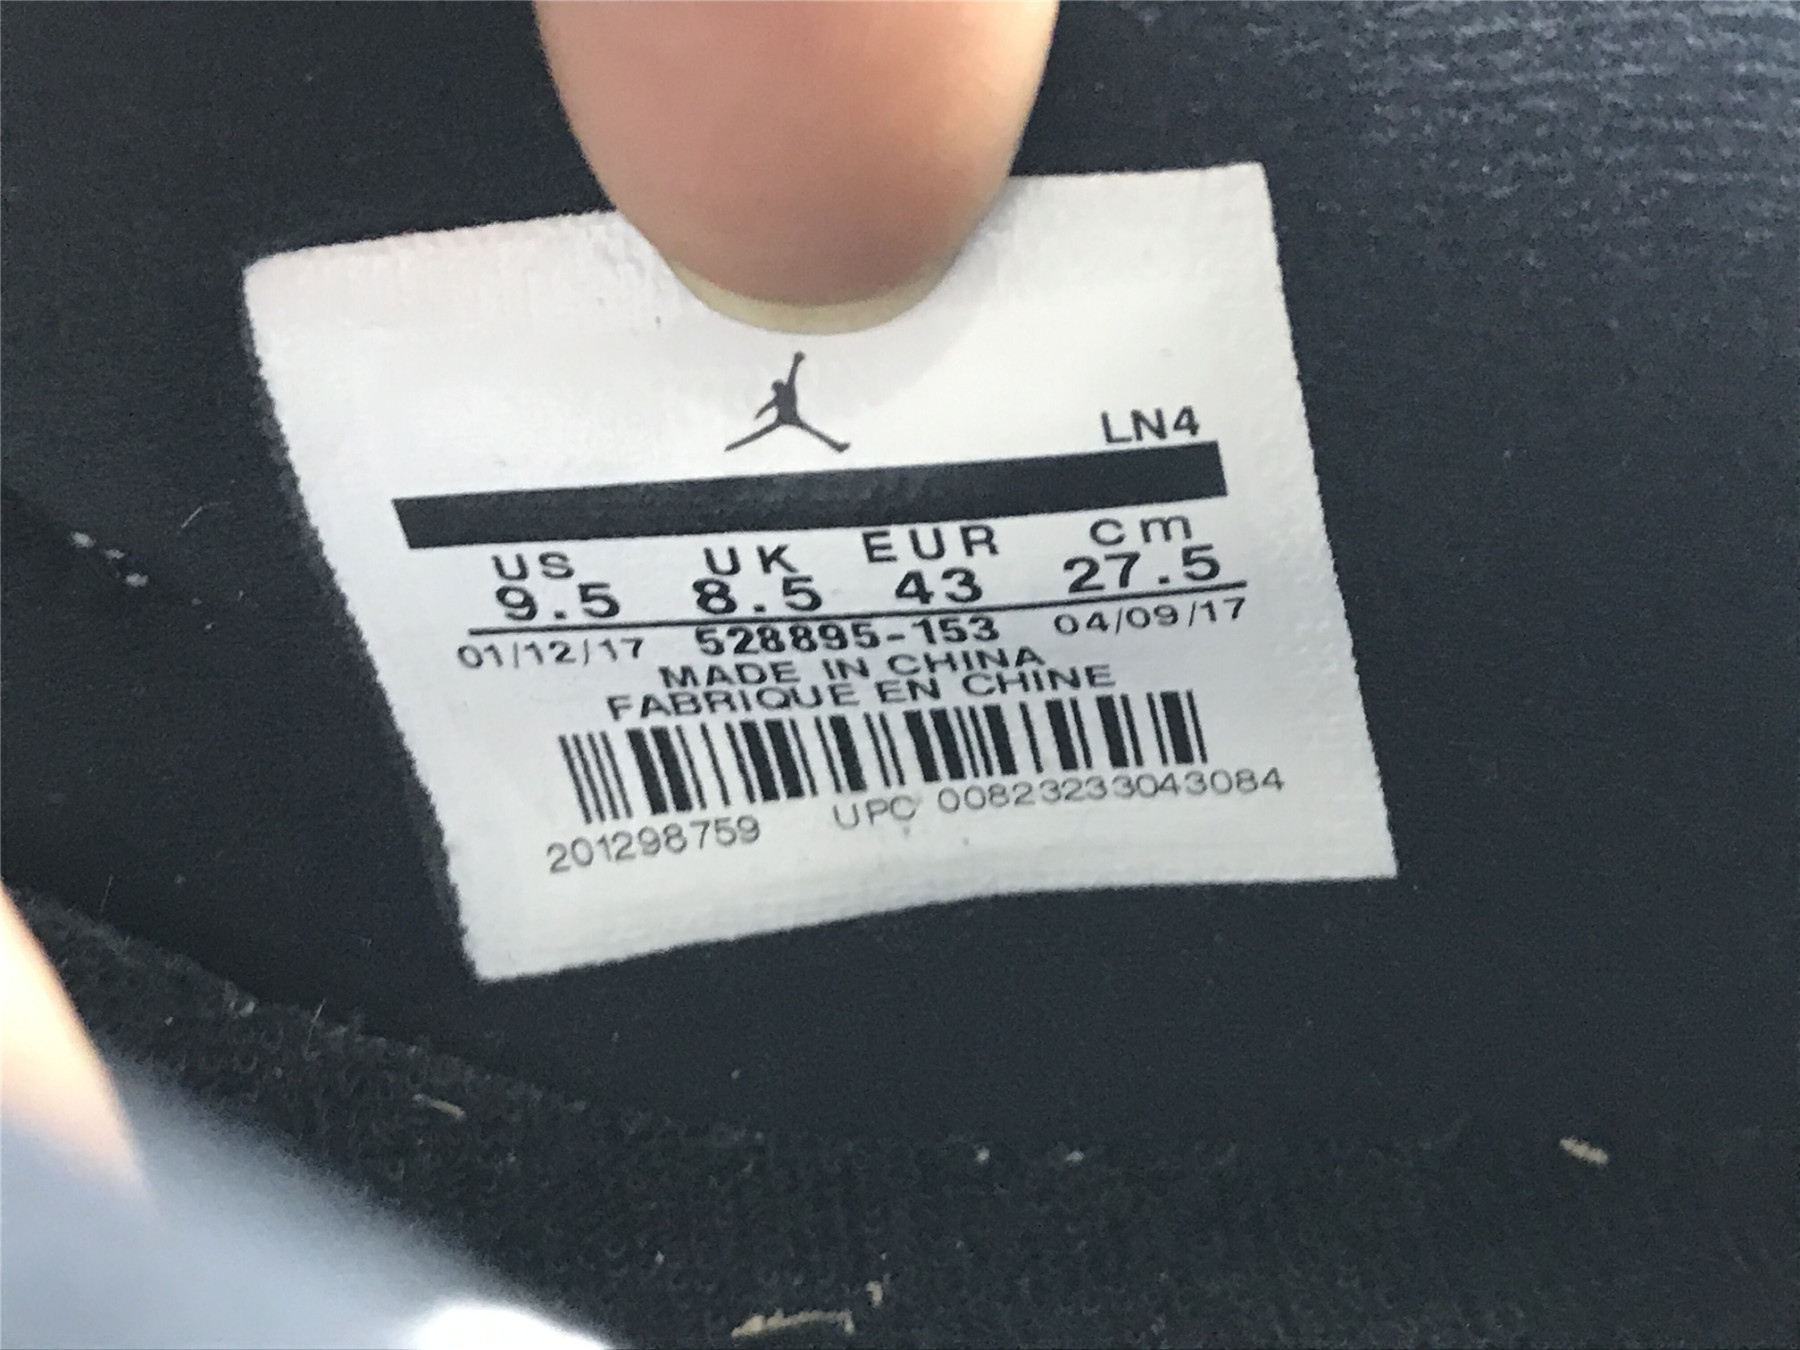 LN4
US UK EUR cm
9.5 8.5 43 27.5
01/12/17 528895-153 04/09/17
MADE IN CHINA
FABRIQUE EN CHINE
201298759 UPC 00823233043084